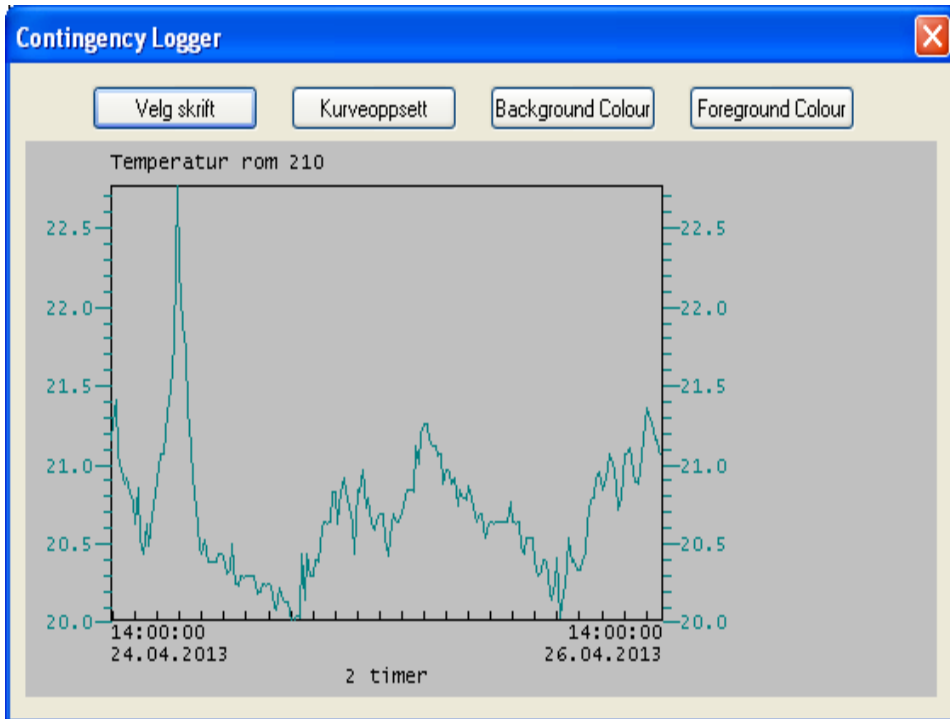 Contingency Logger
Velg skrift Kurveoppsett Background Colour Foreground Colour
Temperatur rom 210
22.5 22.5
22.0 22.0
21.5 21.5
21.0 21.0
20.5 20.5
20.0 20.0
14:00:00 14:00:00
24.04.2013 26.04.2013
2 timer